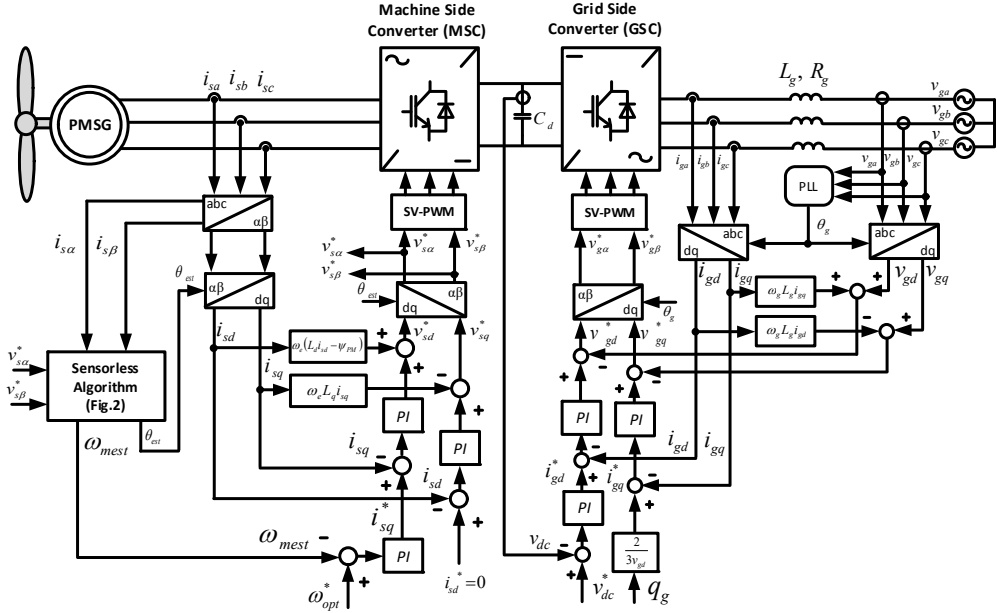 Machine Side
Converter (MSC)
Grid Side
Converter (GSC)
i_sa i_sb i_sc
L_g, R_g
v_ga
v_gb
v_gc
PMSG
C_d
i_ga i_gb i_gc
v_ga v_gb v_gc
PLL
θ_g
abc
αβ
SV-PWM
SV-PWM
abc
dq
abc
dq
i_sα i_sβ
v*_sα
v*_sβ
v*_sα v*_sβ
v*_gα v*_gβ
i_gd i_gq
v_gd v_gq
θ_est
αβ
dq
θ_est
αβ
dq
αβ
dq
θ_g
ω_g L_g i_gq
ω_g L_g i_gd
i_sd
i_sq
v*_sd v*_sq
v*_gd v*_gq
ω_e(L_d i_sd − ψ_PM)
ω_e L_q i_sq
v*_sα
v*_sβ
Sensorless
Algorithm
(Fig.2)
θ_est
ω_mest
PI
PI
PI
PI
i_sq
i_sd
i_gd i_gq
i*_gd i*_gq
i*_sq
PI
PI
ω_mest
ω*_opt
i_sd*=0
v_dc
v*_dc
2
3v_gd
q_g
+ + + + + + + + + + + + + +
- - - - - - - - - -